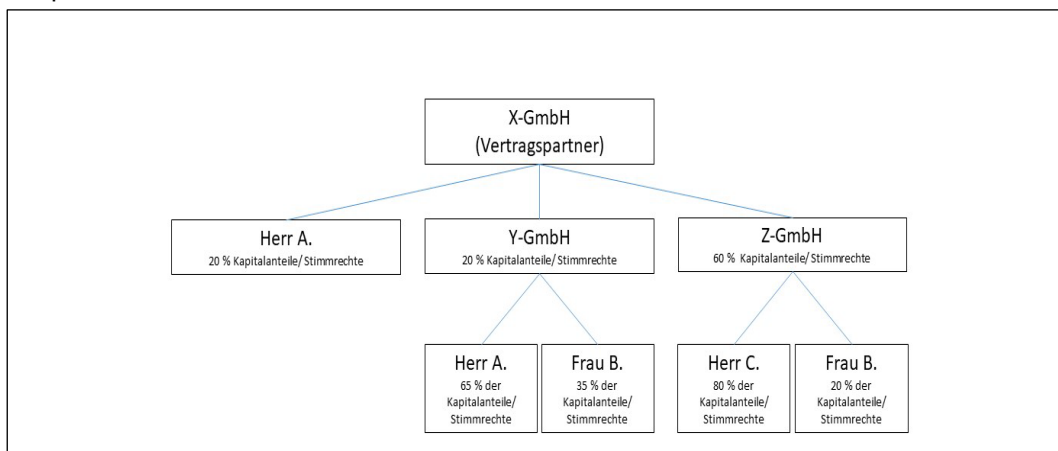 X-GmbH
(Vertragspartner)
Herr A.
20 % Kapitalanteile/ Stimmrechte
Y-GmbH
20 % Kapitalanteile/ Stimmrechte
Z-GmbH
60 % Kapitalanteile/ Stimmrechte
Herr A.
65 % der
Kapitalanteile/
Stimmrechte
Frau B.
35 % der
Kapitalanteile/
Stimmrechte
Herr C.
80 % der
Kapitalanteile/
Stimmrechte
Frau B.
20 % der
Kapitalanteile/
Stimmrechte